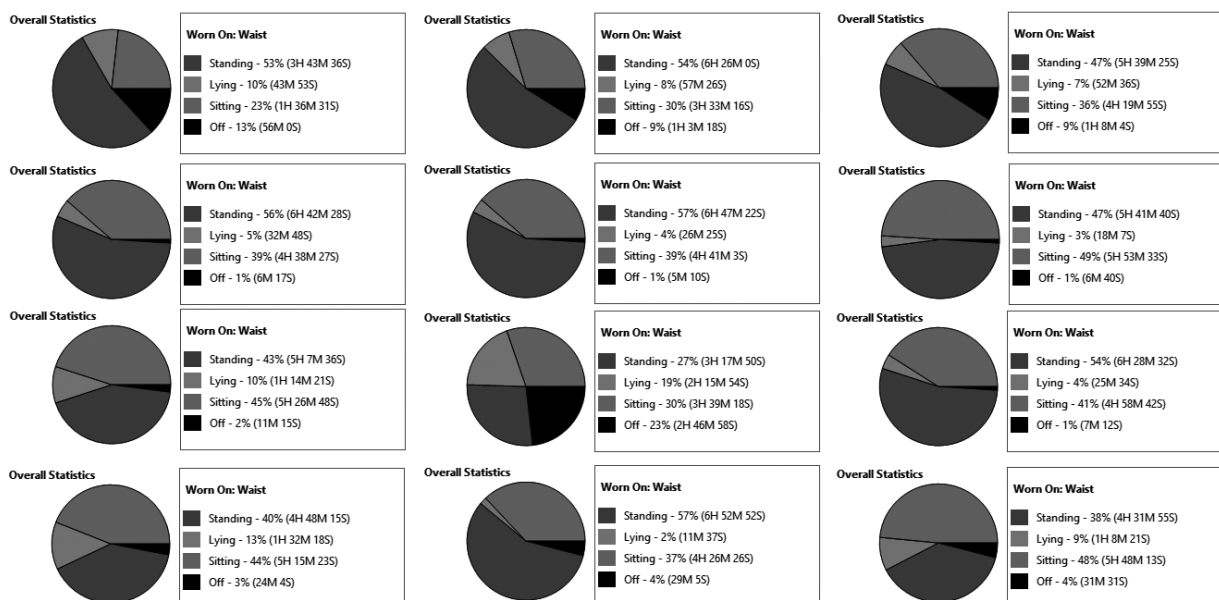 Overall Statistics
Worn On: Waist
Standing - 53% (3H 43M 36S)
Lying - 10% (43M 53S)
Sitting - 23% (1H 36M 31S)
Off - 13% (56M 0S)
Overall Statistics
Worn On: Waist
Standing - 54% (6H 26M 0S)
Lying - 8% (57M 26S)
Sitting - 30% (3H 33M 16S)
Off - 9% (1H 3M 18S)
Overall Statistics
Worn On: Waist
Standing - 47% (5H 39M 25S)
Lying - 7% (52M 36S)
Sitting - 36% (4H 19M 55S)
Off - 9% (1H 8M 4S)
Overall Statistics
Worn On: Waist
Standing - 56% (6H 42M 28S)
Lying - 5% (32M 48S)
Sitting - 39% (4H 38M 27S)
Off - 1% (6M 17S)
Overall Statistics
Worn On: Waist
Standing - 57% (6H 47M 22S)
Lying - 4% (26M 25S)
Sitting - 39% (4H 41M 3S)
Off - 1% (5M 10S)
Overall Statistics
Worn On: Waist
Standing - 47% (5H 41M 40S)
Lying - 3% (18M 7S)
Sitting - 49% (5H 53M 33S)
Off - 1% (6M 40S)
Overall Statistics
Worn On: Waist
Standing - 43% (5H 7M 36S)
Lying - 10% (1H 14M 21S)
Sitting - 45% (5H 26M 48S)
Off - 2% (11M 15S)
Overall Statistics
Worn On: Waist
Standing - 27% (3H 17M 50S)
Lying - 19% (2H 15M 54S)
Sitting - 30% (3H 39M 18S)
Off - 23% (2H 46M 58S)
Overall Statistics
Worn On: Waist
Standing - 54% (6H 28M 32S)
Lying - 4% (25M 34S)
Sitting - 41% (4H 58M 42S)
Off - 1% (7M 12S)
Overall Statistics
Worn On: Waist
Standing - 40% (4H 48M 15S)
Lying - 13% (1H 32M 18S)
Sitting - 44% (5H 15M 23S)
Off - 3% (24M 4S)
Overall Statistics
Worn On: Waist
Standing - 57% (6H 52M 52S)
Lying - 2% (11M 37S)
Sitting - 37% (4H 26M 26S)
Off - 4% (29M 5S)
Overall Statistics
Worn On: Waist
Standing - 38% (4H 31M 55S)
Lying - 9% (1H 8M 21S)
Sitting - 48% (5H 48M 13S)
Off - 4% (31M 31S)